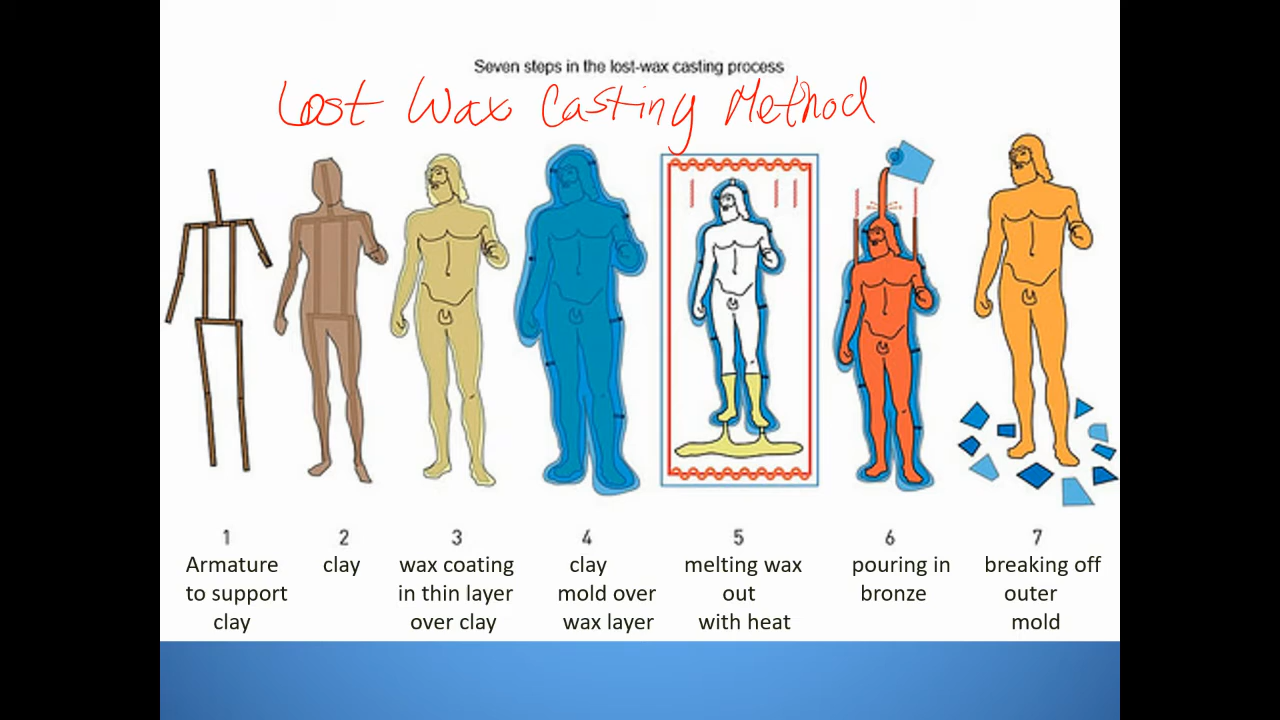 Seven steps in the lost-wax casting process
Lost Wax Casting Method
1
Armature
to support
clay
2
clay
3
wax coating
in thin layer
over clay
4
clay
mold over
wax layer
5
melting wax
out
with heat
6
pouring in
bronze
7
breaking off
outer
mold